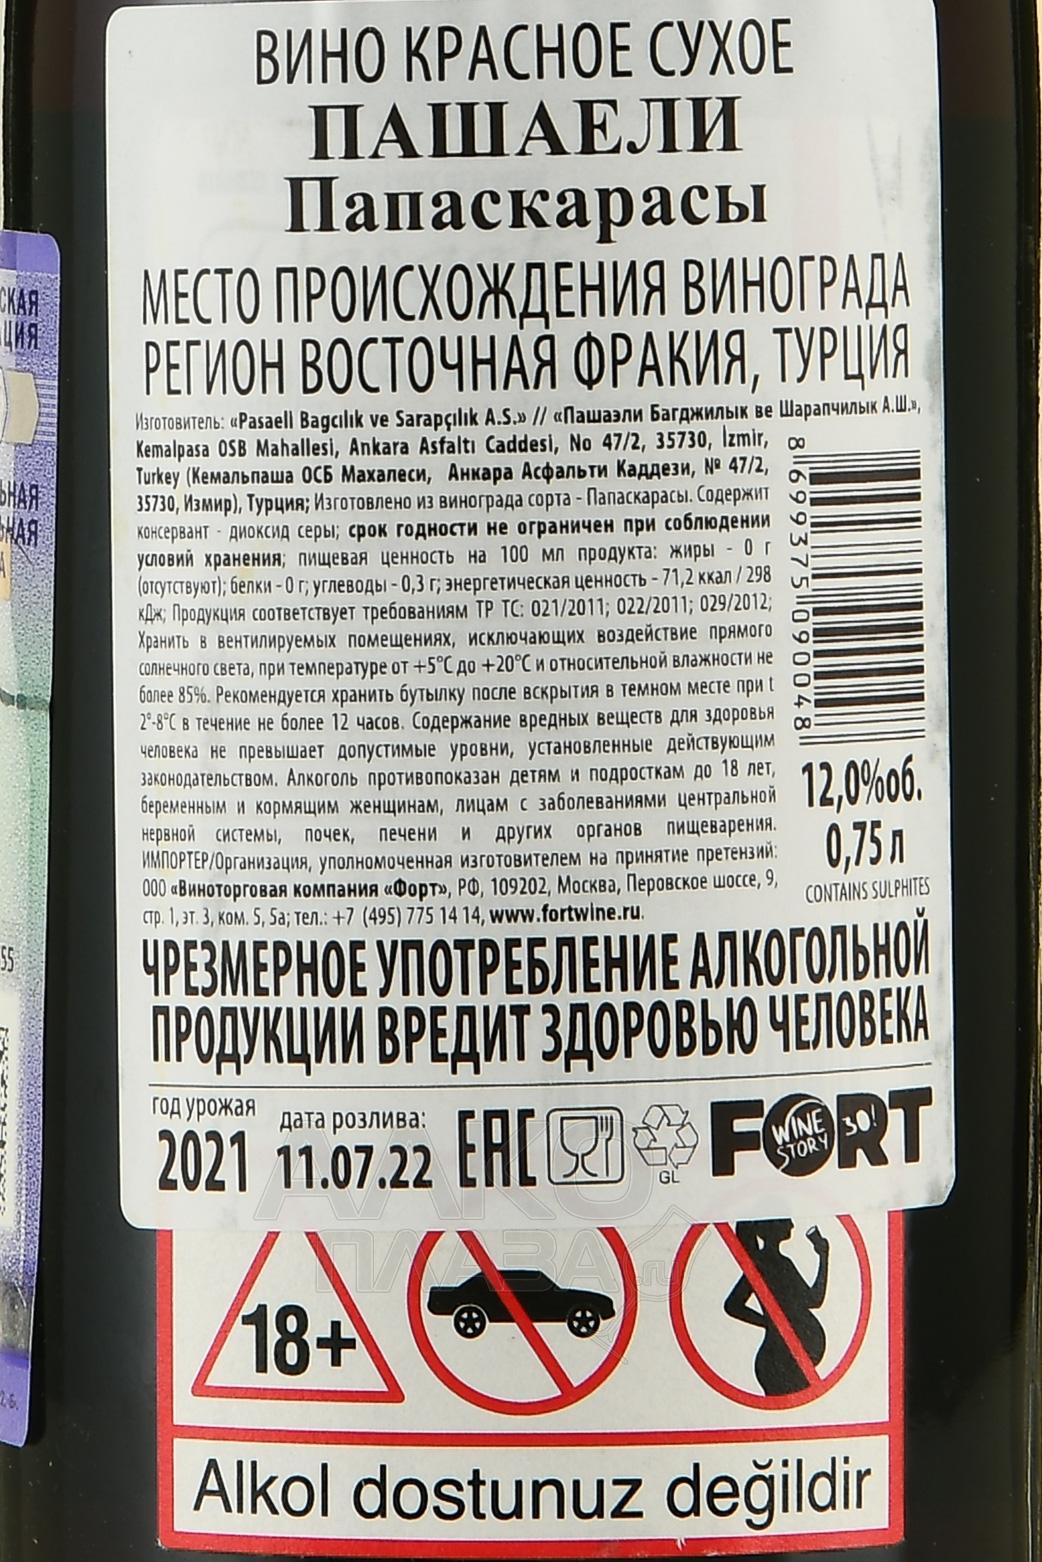 ВИНО КРАСНОЕ СУХОЕ
ПАШАЕЛИ
Папаскарасы
МЕСТО ПРОИСХОЖДЕНИЯ ВИНОГРАДА
РЕГИОН ВОСТОЧНАЯ ФРАКИЯ, ТУРЦИЯ
Изготовитель: «Pasaeli Bagcılık ve Sarapçılık A.S.» // «Пашаэли Багджилык ве Шарапчилык А.Ш.»,
Kemalpasa OSB Mahallesi, Ankara Asfaltı Caddesi, No 47/2, 35730, İzmir,
Turkey (Кемальпаша ОСБ Махалеси, Анкара Асфальти Каддези, № 47/2,
35730, Измир), Турция; Изготовлено из винограда сорта - Папаскарасы. Содержит
консервант - диоксид серы; срок годности не ограничен при соблюдении
условий хранения; пищевая ценность на 100 мл продукта: жиры - 0 г
(отсутствуют); белки - 0 г; углеводы - 0,3 г; энергетическая ценность - 71,2 ккал / 298
кДж; Продукция соответствует требованиям ТР ТС: 021/2011; 022/2011; 029/2012;
Хранить в вентилируемых помещениях, исключающих воздействие прямого
солнечного света, при температуре от +5°C до +20°C и относительной влажности не
более 85%. Рекомендуется хранить бутылку после вскрытия в темном месте при t
2°-8°C в течение не более 12 часов. Содержание вредных веществ для здоровья
человека не превышает допустимые уровни, установленные действующим
законодательством. Алкоголь противопоказан детям и подросткам до 18 лет,
беременным и кормящим женщинам, лицам с заболеваниями центральной
нервной системы, почек, печени и других органов пищеварения.
ИМПОРТЕР/Организация, уполномоченная изготовителем на принятие претензий:
ООО «Виноторговая компания «Форт», РФ, 109202, Москва, Перовское шоссе, 9,
стр. 1, эт. 3, ком. 5, 5а; тел.: +7 (495) 775 14 14, www.fortwine.ru.
8 699375 090048
12,0%об.
0,75 л
CONTAINS SULPHITES
ЧРЕЗМЕРНОЕ УПОТРЕБЛЕНИЕ АЛКОГОЛЬНОЙ
ПРОДУКЦИИ ВРЕДИТ ЗДОРОВЬЮ ЧЕЛОВЕКА
год урожая
2021
дата розлива:
11.07.22
EAC
GL
FORT
WINE STORY 30!
АЛКО
ПЛАЗА.ru
18+
Alkol dostunuz değildir
55